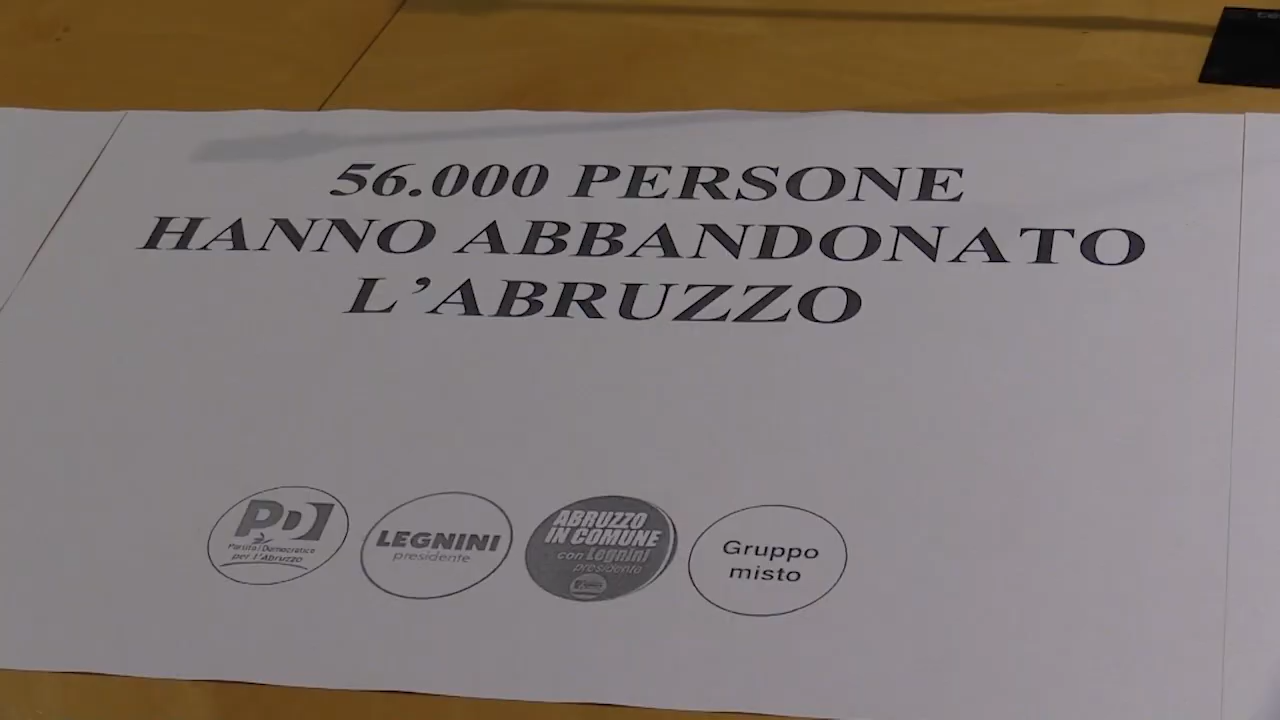 56.000 PERSONE
HANNO ABBANDONATO
L'ABRUZZO
PD
Partito Democratico
per l'Abruzzo
LEGNINI
presidente
ABRUZZO
IN COMUNE
con Legnini
presidente
Gruppo
misto